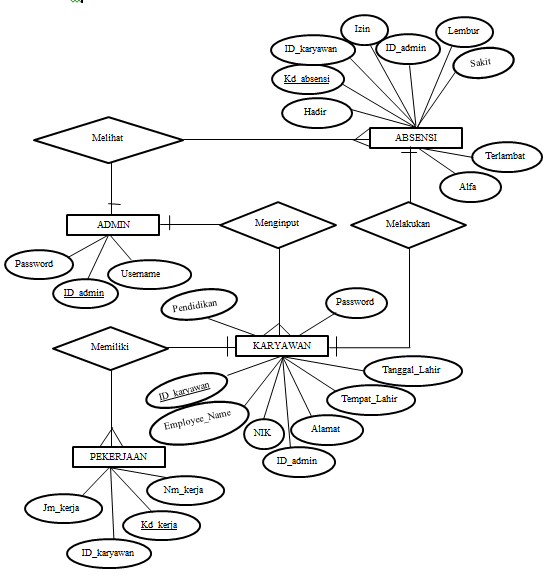 Izin
Lembur
ID_karyawan
ID_admin
Sakit
Kd_absensi
Hadir
Melihat
ABSENSI
Terlambat
Alfa
ADMIN
Menginput
Melakukan
Password
Username
ID_admin
Pendidikan
Password
Memiliki
KARYAWAN
Tanggal_Lahir
ID_karyawan
Tempat_Lahir
Employee_Name
NIK
Alamat
ID_admin
PEKERJAAN
Nm_kerja
Jm_kerja
Kd_kerja
ID_karyawan